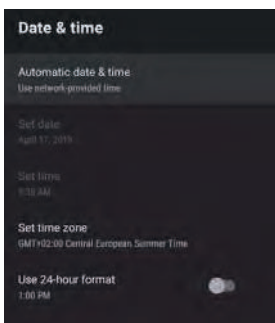 Date & time
Automatic date & time
Use network-provided time
Set date
April 17, 2019
Set time
Set time zone
GMT+02:00 Central European Summer Time
Use 24-hour format
1:00 PM